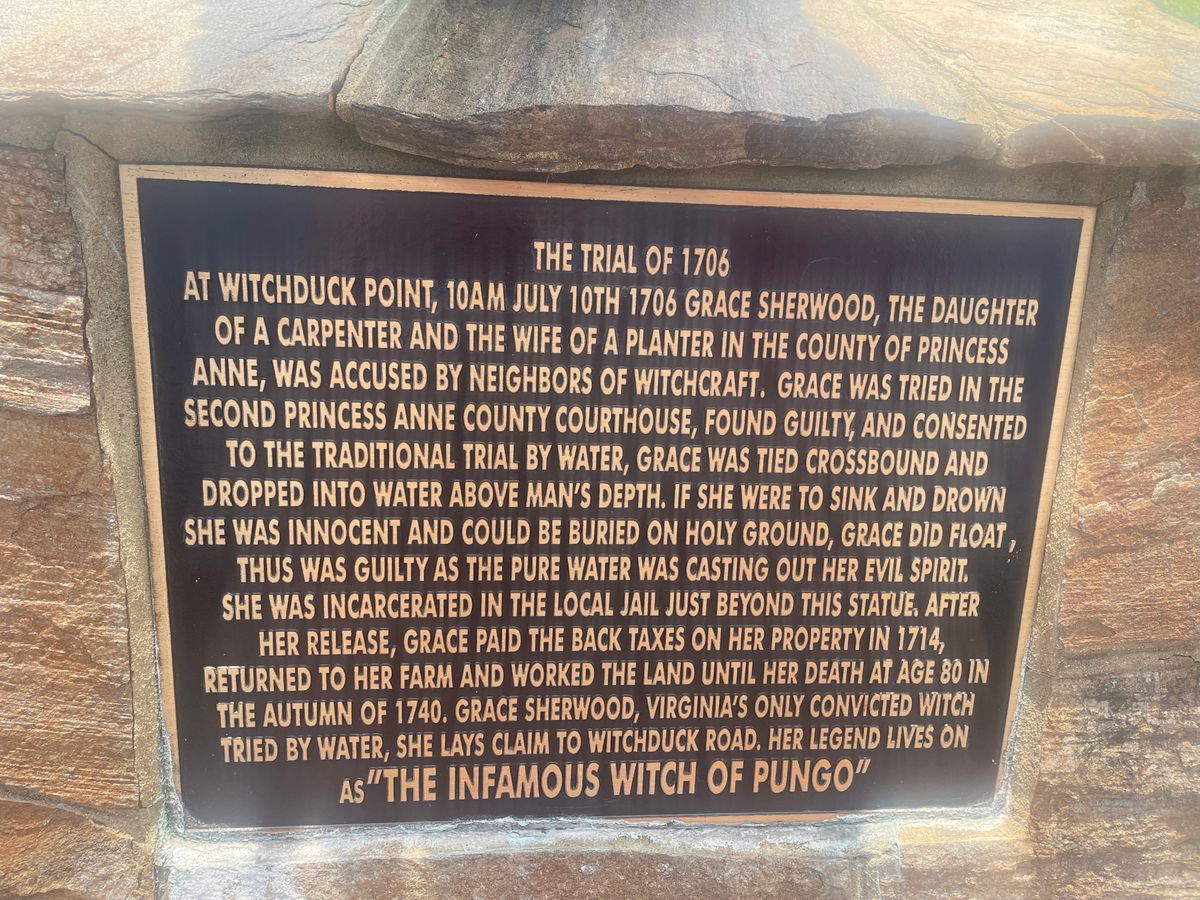 THE TRIAL OF 1706
AT WITCHDUCK POINT, 10AM JULY 10TH 1706 GRACE SHERWOOD, THE DAUGHTER
OF A CARPENTER AND THE WIFE OF A PLANTER IN THE COUNTY OF PRINCESS
ANNE, WAS ACCUSED BY NEIGHBORS OF WITCHCRAFT. GRACE WAS TRIED IN THE
SECOND PRINCESS ANNE COUNTY COURTHOUSE, FOUND GUILTY, AND CONSENTED
TO THE TRADITIONAL TRIAL BY WATER, GRACE WAS TIED CROSSBOUND AND
DROPPED INTO WATER ABOVE MAN'S DEPTH. IF SHE WERE TO SINK AND DROWN
SHE WAS INNOCENT AND COULD BE BURIED ON HOLY GROUND, GRACE DID FLOAT,
THUS WAS GUILTY AS THE PURE WATER WAS CASTING OUT HER EVIL SPIRIT.
SHE WAS INCARCERATED IN THE LOCAL JAIL JUST BEYOND THIS STATUE. AFTER
HER RELEASE, GRACE PAID THE BACK TAXES ON HER PROPERTY IN 1714,
RETURNED TO HER FARM AND WORKED THE LAND UNTIL HER DEATH AT AGE 80 IN
THE AUTUMN OF 1740. GRACE SHERWOOD, VIRGINIA'S ONLY CONVICTED WITCH
TRIED BY WATER, SHE LAYS CLAIM TO WITCHDUCK ROAD. HER LEGEND LIVES ON
AS "THE INFAMOUS WITCH OF PUNGO"